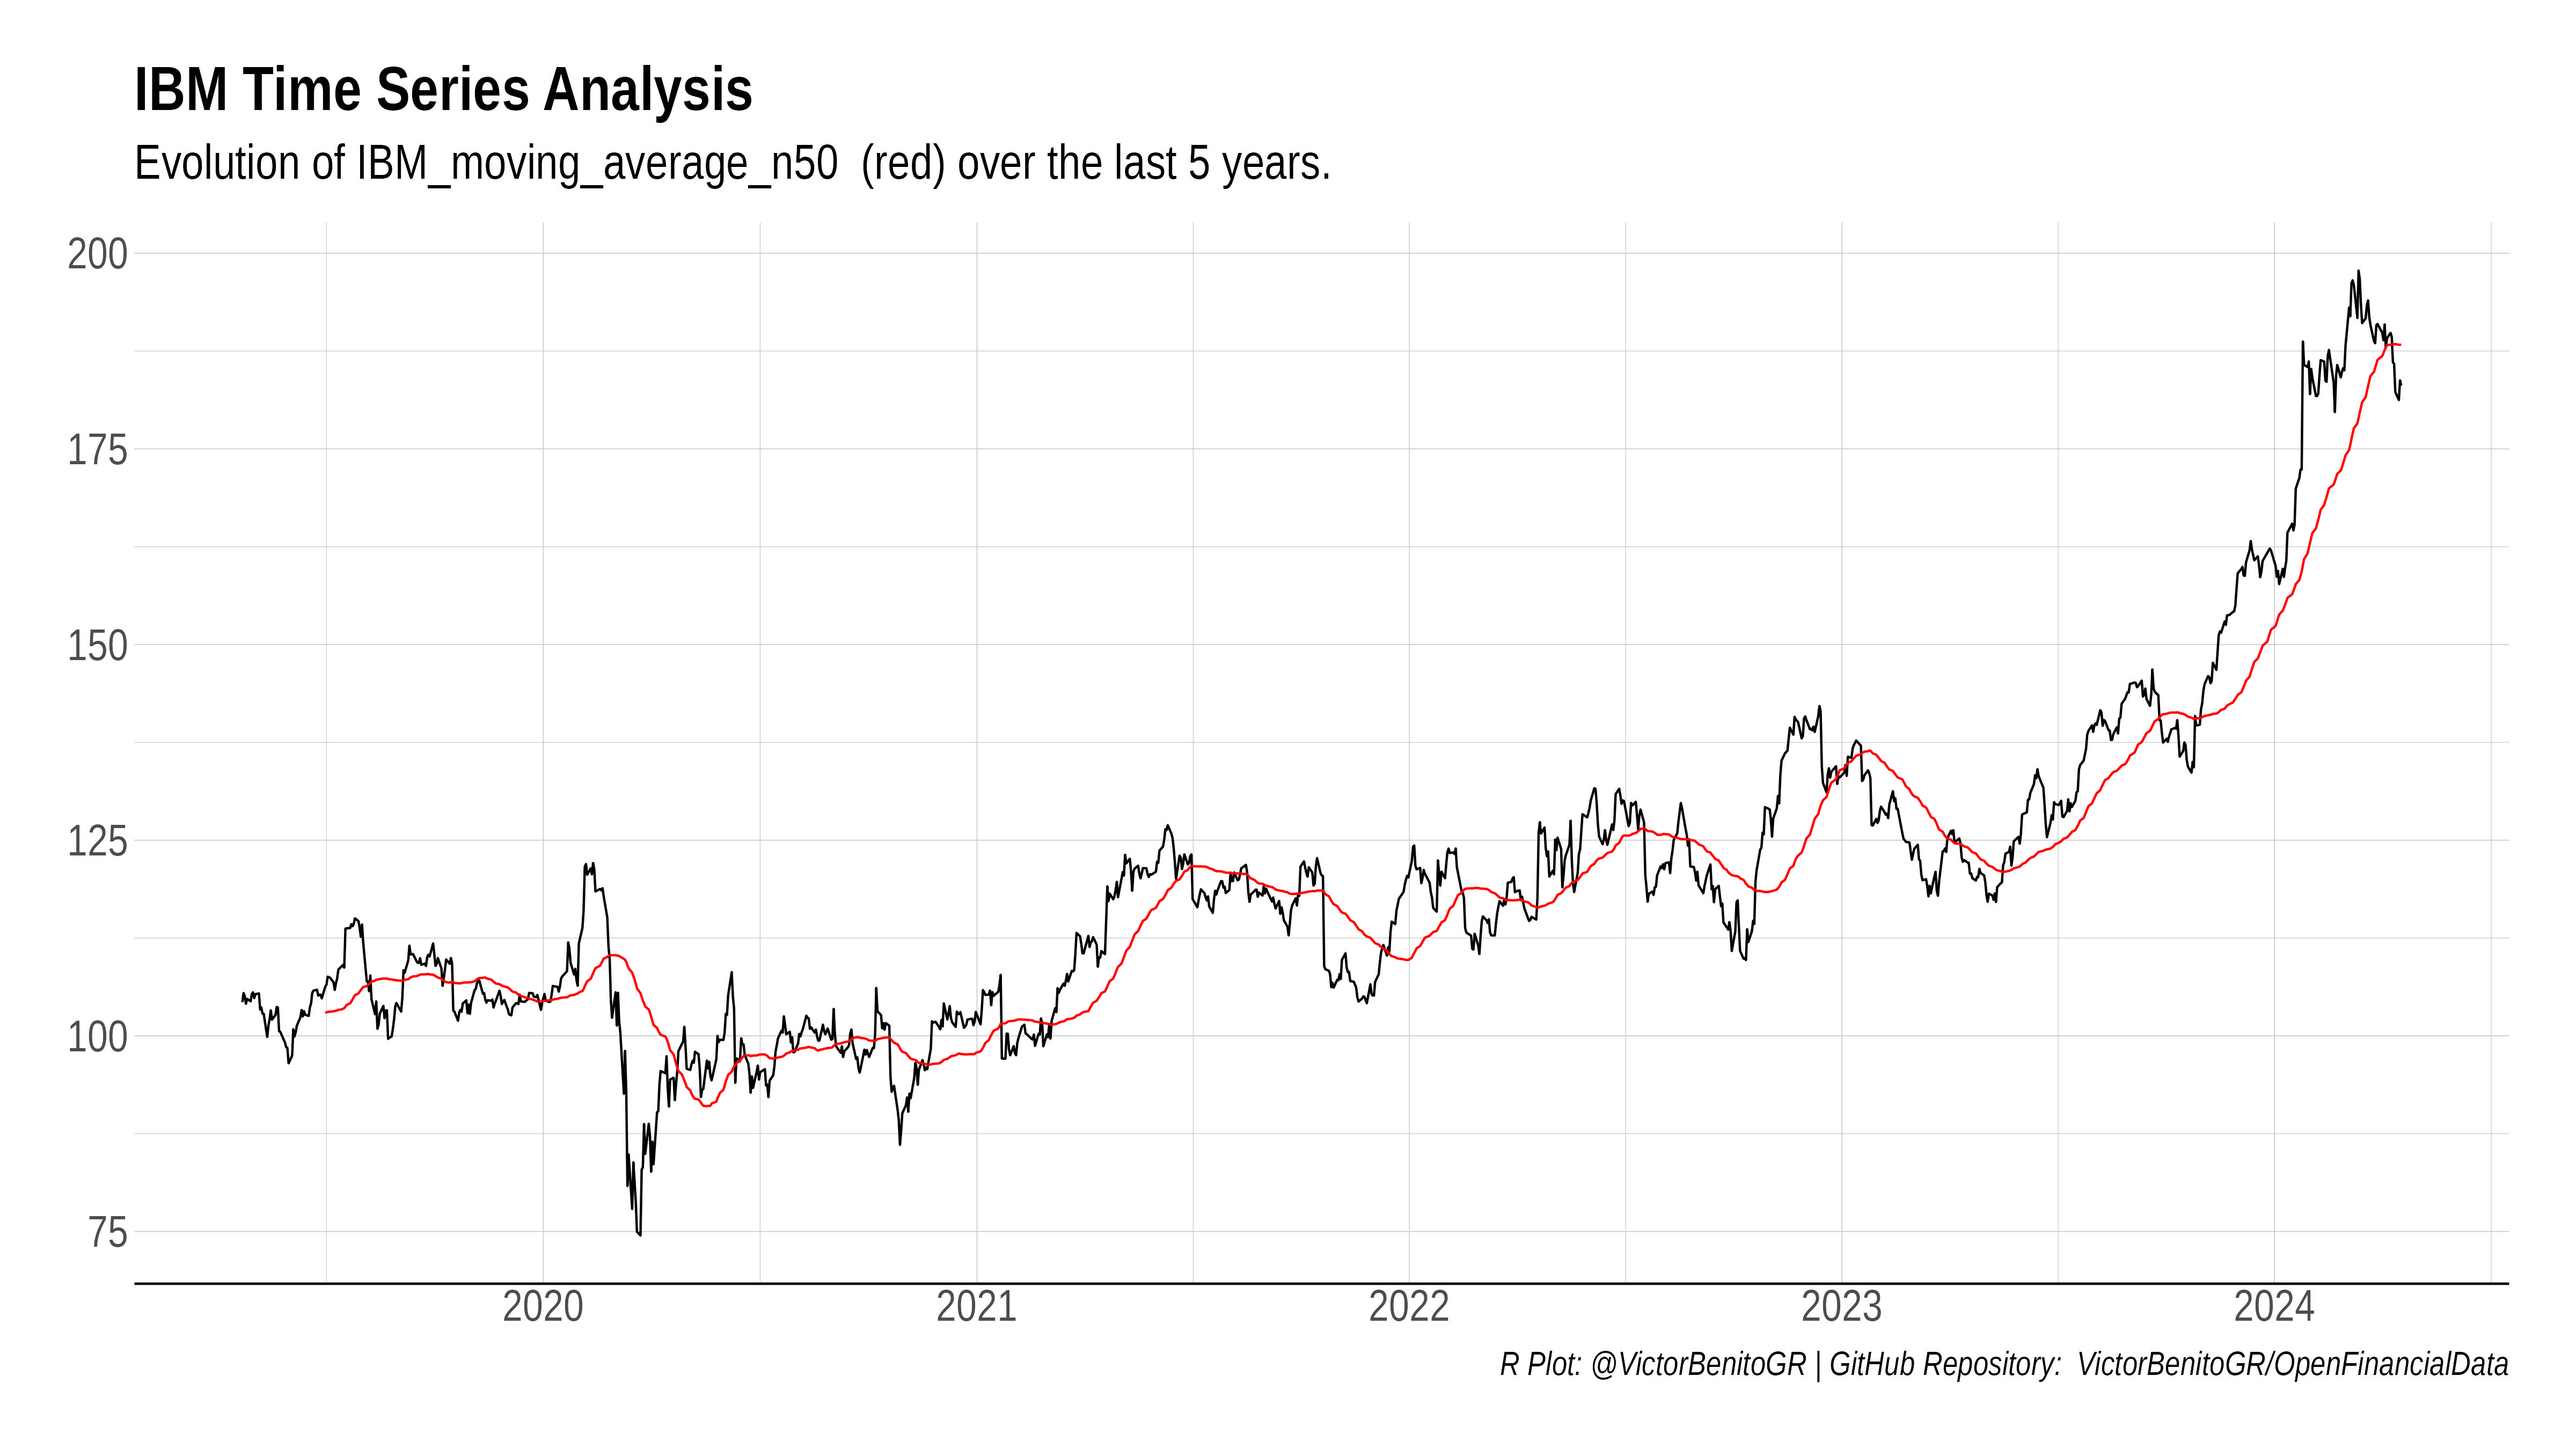 IBM Time Series Analysis
Evolution of IBM_moving_average_n50  (red) over the last 5 years.
200
175
150
125
100
75
2020 2021 2022 2023 2024
R Plot: @VictorBenitoGR | GitHub Repository:  VictorBenitoGR/OpenFinancialData